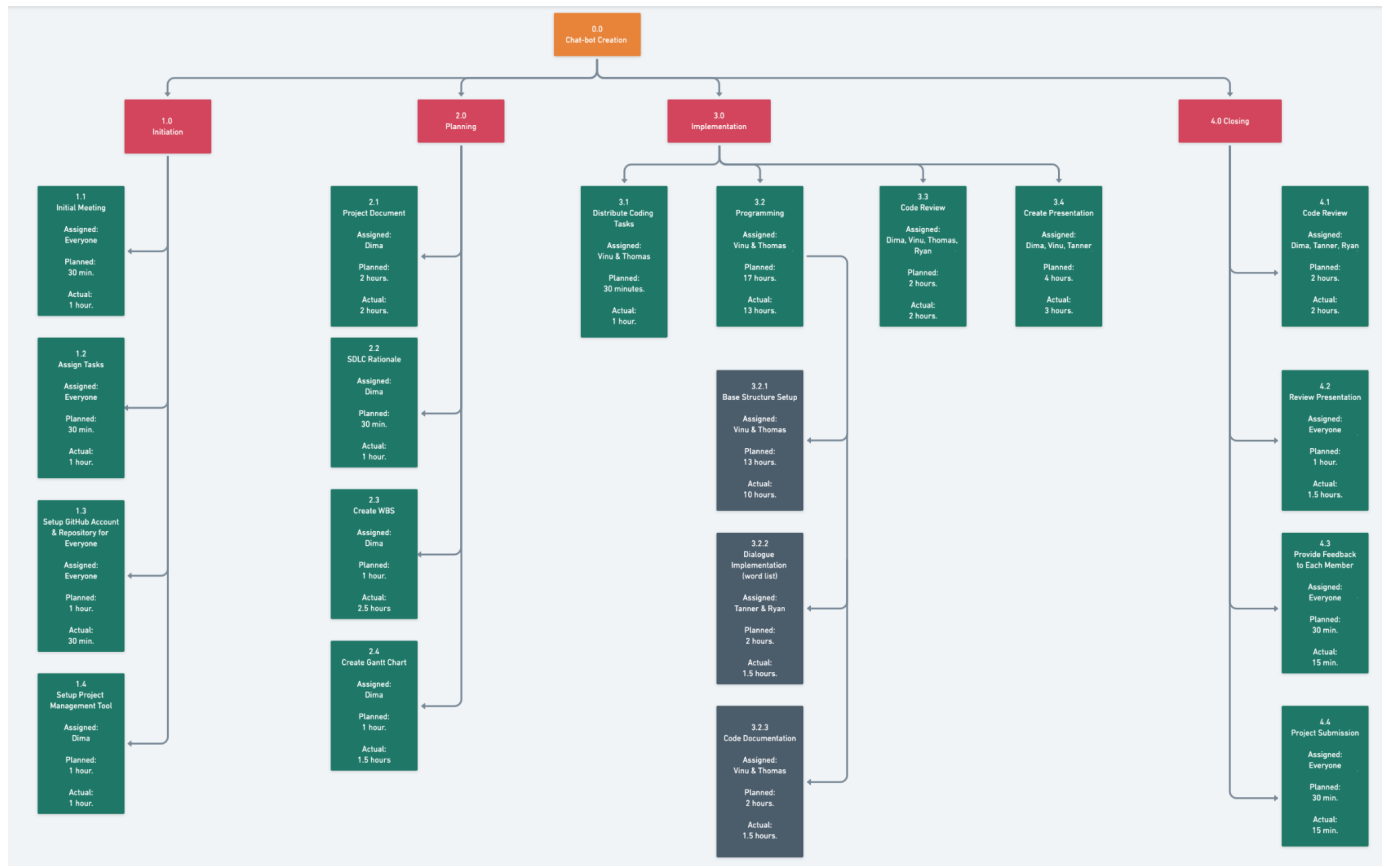 0.0
Chat-bot Creation
1.0
Initiation
2.0
Planning
3.0
Implementation
4.0 Closing
1.1
Initial Meeting
Assigned:
Everyone
Planned:
30 min.
Actual:
1 hour.
1.2
Assign Tasks
Assigned:
Everyone
Planned:
30 min.
Actual:
1 hour.
1.3
Setup GitHub Account
& Repository for
Everyone
Assigned:
Everyone
Planned:
1 hour.
Actual:
30 min.
1.4
Setup Project
Management Tool
Assigned:
Dima
Planned:
1 hour.
Actual:
1 hour.
2.1
Project Document
Assigned:
Dima
Planned:
2 hours.
Actual:
2 hours.
2.2
SDLC Rationale
Assigned:
Dima
Planned:
30 min.
Actual:
1 hour.
2.3
Create WBS
Assigned:
Dima
Planned:
1 hour.
Actual:
2.5 hours
2.4
Create Gantt Chart
Assigned:
Dima
Planned:
1 hour.
Actual:
1.5 hours
3.1
Distribute Coding
Tasks
Assigned:
Vinu & Thomas
Planned:
30 minutes.
Actual:
1 hour.
3.2
Programming
Assigned:
Vinu & Thomas
Planned:
17 hours.
Actual:
13 hours.
3.2.1
Base Structure Setup
Assigned:
Vinu & Thomas
Planned:
13 hours.
Actual:
10 hours.
3.2.2
Dialogue
Implementation
(word list)
Assigned:
Tanner & Ryan
Planned:
2 hours.
Actual:
1.5 hours.
3.2.3
Code Documentation
Assigned:
Vinu & Thomas
Planned:
2 hours.
Actual:
1.5 hours.
3.3
Code Review
Assigned:
Dima, Vinu, Thomas,
Ryan
Planned:
2 hours.
Actual:
2 hours.
3.4
Create Presentation
Assigned:
Dima, Vinu, Tanner
Planned:
4 hours.
Actual:
3 hours.
4.1
Code Review
Assigned:
Dima, Tanner, Ryan
Planned:
2 hours.
Actual:
2 hours.
4.2
Review Presentation
Assigned:
Everyone
Planned:
1 hour.
Actual:
1.5 hours.
4.3
Provide Feedback
to Each Member
Assigned:
Everyone
Planned:
30 min.
Actual:
15 min.
4.4
Project Submission
Assigned:
Everyone
Planned:
30 min.
Actual:
15 min.